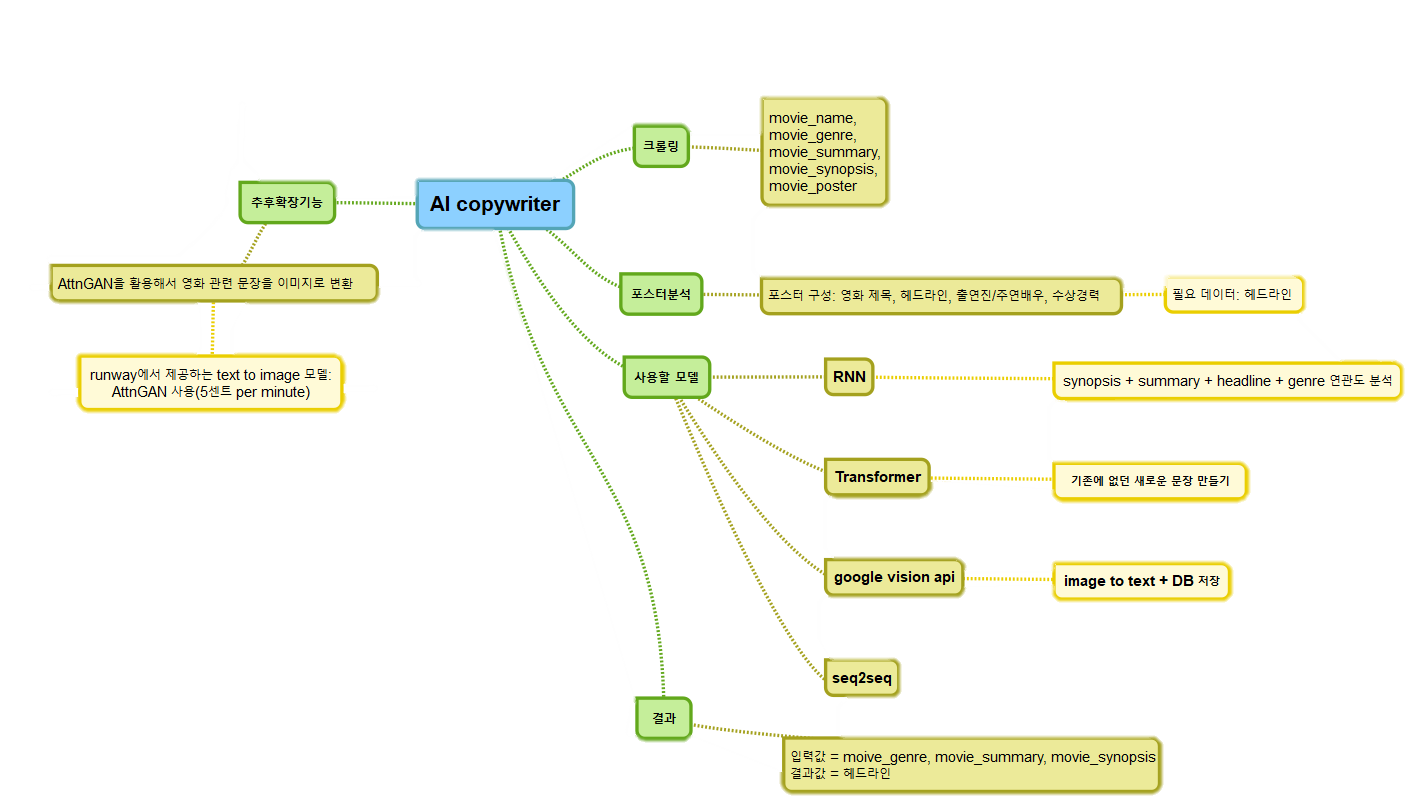 AI copywriter
크롤링
movie_name,
movie_genre,
movie_summary,
movie_synopsis,
movie_poster
추후확장기능
AttnGAN을 활용해서 영화 관련 문장을 이미지로 변환
runway에서 제공하는 text to image 모델:
AttnGAN 사용(5센트 per minute)
포스터분석
포스터 구성: 영화 제목, 헤드라인, 출연진/주연배우, 수상경력
필요 데이터: 헤드라인
사용할 모델
RNN
synopsis + summary + headline + genre 연관도 분석
Transformer
기존에 없던 새로운 문장 만들기
google vision api
image to text + DB 저장
seq2seq
결과
입력값 = moive_genre, movie_summary, movie_synopsis
결과값 = 헤드라인